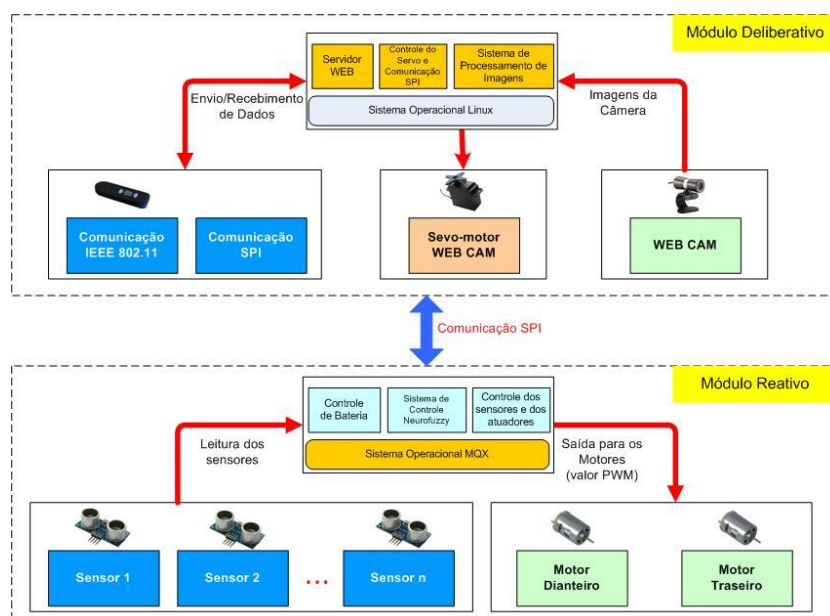 Módulo Deliberativo
Servidor
WEB
Controle do
Servo e
Comunicação
SPI
Sistema de
Processamento de
Imagens
Sistema Operacional Linux
Envio/Recebimento
de Dados
Imagens da
Câmera
Comunicação
IEEE 802.11
Comunicação
SPI
Sevo-motor
WEB CAM
WEB CAM
Comunicação SPI
Módulo Reativo
Controle
de Bateria
Sistema de
Controle
Neurofuzzy
Controle dos
sensores e dos
atuadores
Sistema Operacional MQX
Leitura dos
sensores
Saída para os
Motores
(valor PWM)
Sensor 1
Sensor 2
...
Sensor n
Motor
Dianteiro
Motor
Traseiro